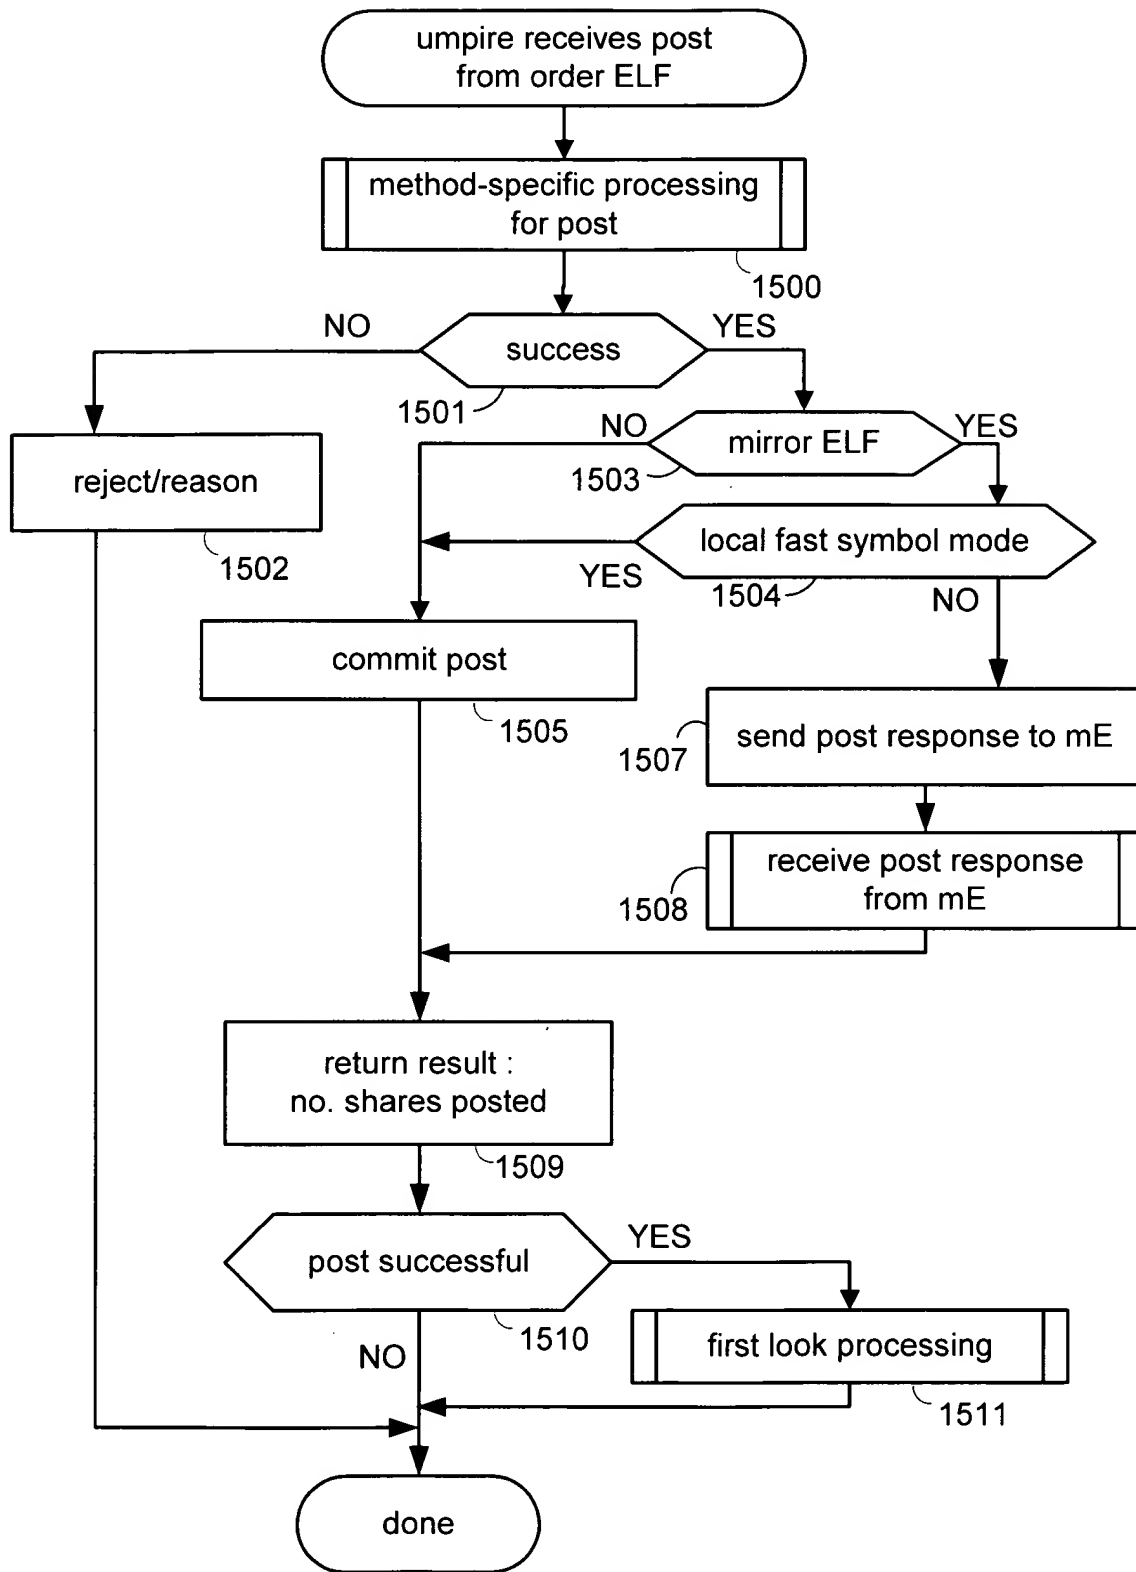 umpire receives post
from order ELF
method-specific processing
for post
1500
NO
YES
success
1501
NO
YES
mirror ELF
1503
reject/reason
1502
local fast symbol mode
YES
1504
NO
commit post
1505
send post response to mE
1507
receive post response
from mE
1508
return result :
no. shares posted
1509
YES
post successful
1510
NO
first look processing
1511
done